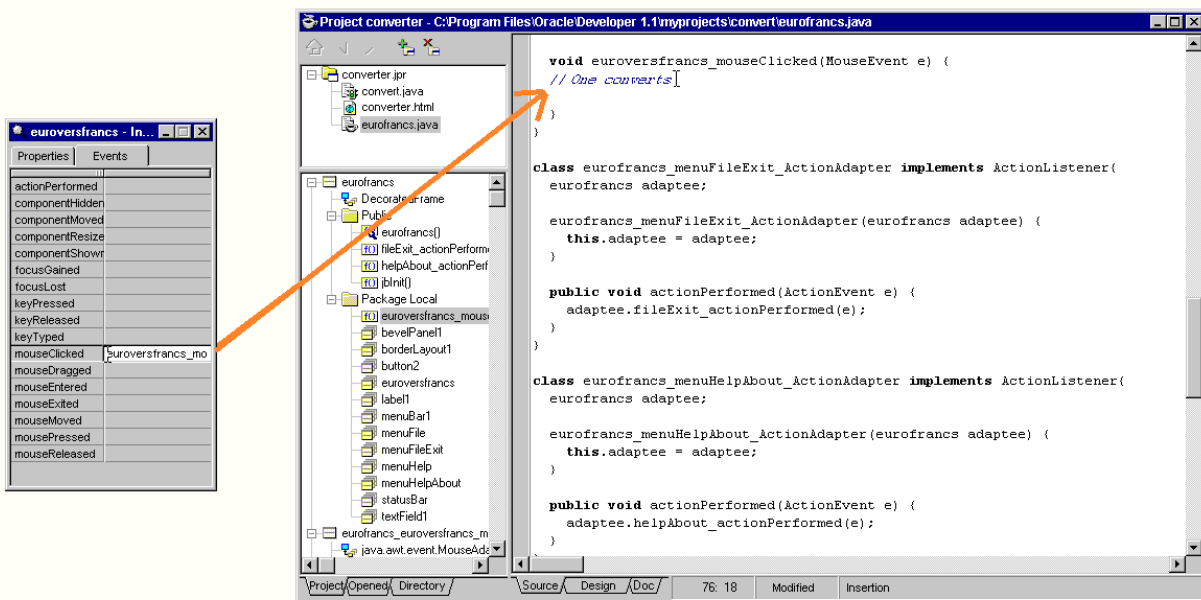 euroversfrancs - In...
Properties
Events
actionPerformed
componentHidden
componentMoved
componentResize
componentShowr
focusGained
focusLost
keyPressed
keyReleased
keyTyped
mouseClicked euroversfrancs_mo
mouseDragged
mouseEntered
mouseExited
mouseMoved
mousePressed
mouseReleased
Project converter - C:\Program Files\Oracle\Developer 1.1\myprojects\convert\eurofrancs.java
converter.jpr
convert.java
converter.html
eurofrancs.java
eurofrancs
DecoratedFrame
Public
eurofrancs()
f() fileExit_actionPerform
f() helpAbout_actionPerf
f() jbInit()
Package Local
f() euroversfrancs_mous
bevelPanel1
borderLayout1
button2
euroversfrancs
label1
menuBar1
menuFile
menuFileExit
menuHelp
menuHelpAbout
statusBar
textField1
eurofrancs_euroversfrancs_m
java.awt.event.MouseAda
Project
Opened
Directory
void euroversfrancs_mouseClicked(MouseEvent e) {
// One converts
}
}
class eurofrancs_menuFileExit_ActionAdapter implements ActionListener{
eurofrancs adaptee;
eurofrancs_menuFileExit_ActionAdapter(eurofrancs adaptee) {
this.adaptee = adaptee;
}
public void actionPerformed(ActionEvent e) {
adaptee.fileExit_actionPerformed(e);
}
}
class eurofrancs_menuHelpAbout_ActionAdapter implements ActionListener{
eurofrancs adaptee;
eurofrancs_menuHelpAbout_ActionAdapter(eurofrancs adaptee) {
this.adaptee = adaptee;
}
public void actionPerformed(ActionEvent e) {
adaptee.helpAbout_actionPerformed(e);
}
Source
Design
Doc
76: 18
Modified
Insertion